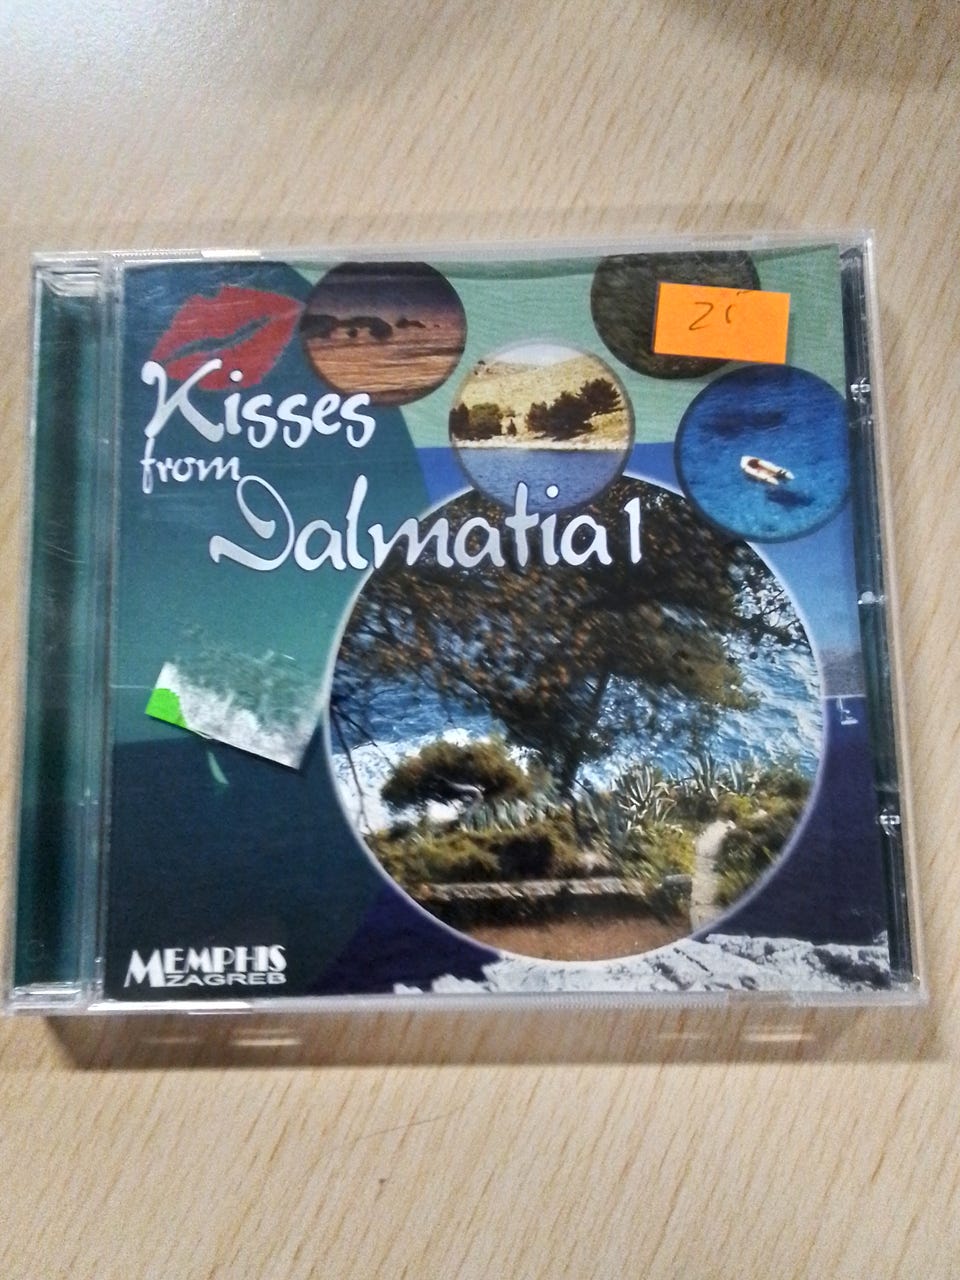 Kisses
from
Dalmatia 1
MEMPHIS
ZAGREB